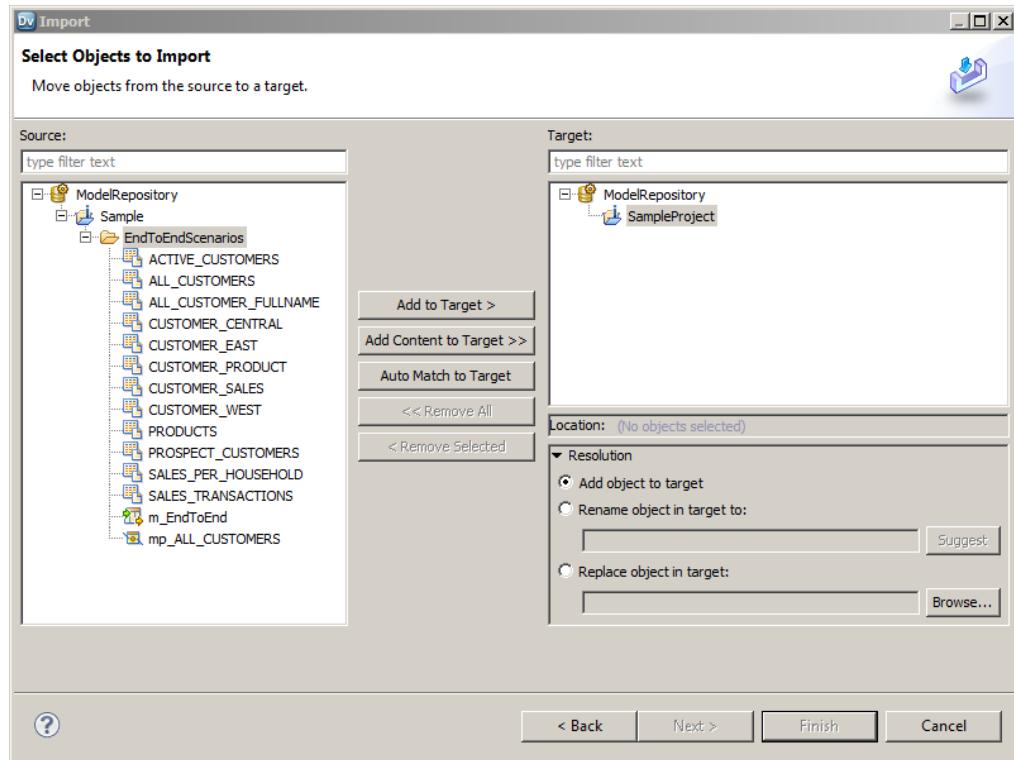 Dv Import
Select Objects to Import
Move objects from the source to a target.
Source:
type filter text
ModelRepository
Sample
EndToEndScenarios
ACTIVE_CUSTOMERS
ALL_CUSTOMERS
ALL_CUSTOMER_FULLNAME
CUSTOMER_CENTRAL
CUSTOMER_EAST
CUSTOMER_PRODUCT
CUSTOMER_SALES
CUSTOMER_WEST
PRODUCTS
PROSPECT_CUSTOMERS
SALES_PER_HOUSEHOLD
SALES_TRANSACTIONS
m_EndToEnd
mp_ALL_CUSTOMERS
Add to Target >
Add Content to Target >>
Auto Match to Target
<< Remove All
< Remove Selected
Target:
type filter text
ModelRepository
SampleProject
Location: (No objects selected)
Resolution
Add object to target
Rename object in target to:
Suggest
Replace object in target:
Browse...
?
< Back
Next >
Finish
Cancel